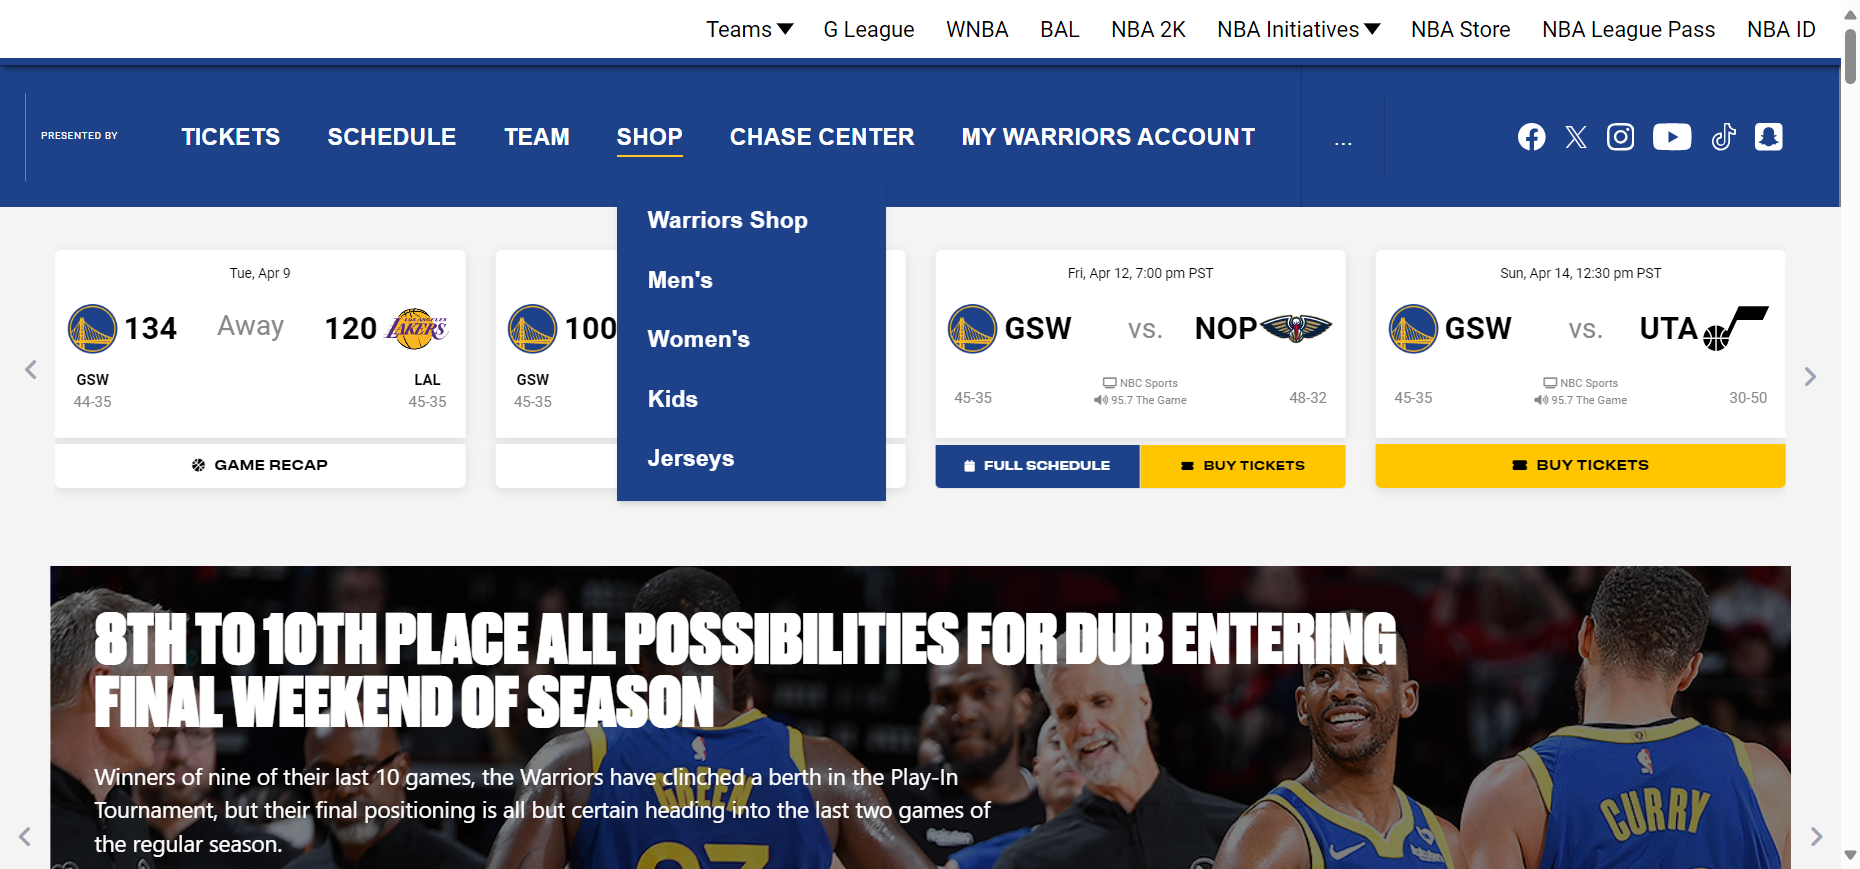 Teams G League WNBA BAL NBA 2K NBA Initiatives NBA Store NBA League Pass NBA ID
PRESENTED BY TICKETS SCHEDULE TEAM SHOP CHASE CENTER MY WARRIORS ACCOUNT ...
Warriors Shop
Men's
Women's
Kids
Jerseys
Tue, Apr 9
134 Away 120
LOS ANGELES LAKERS
GSW LAL
44-35 45-35
GAME RECAP
100
GSW
45-35
Fri, Apr 12, 7:00 pm PST
GSW vs. NOP
NBC Sports
45-35 95.7 The Game 48-32
FULL SCHEDULE BUY TICKETS
Sun, Apr 14, 12:30 pm PST
GSW vs. UTA
NBC Sports
45-35 95.7 The Game 30-50
BUY TICKETS
8TH TO 10TH PLACE ALL POSSIBILITIES FOR DUB ENTERING
FINAL WEEKEND OF SEASON
Winners of nine of their last 10 games, the Warriors have clinched a berth in the Play-In
Tournament, but their final positioning is all but certain heading into the last two games of
the regular season.
GREEN
23
CURRY